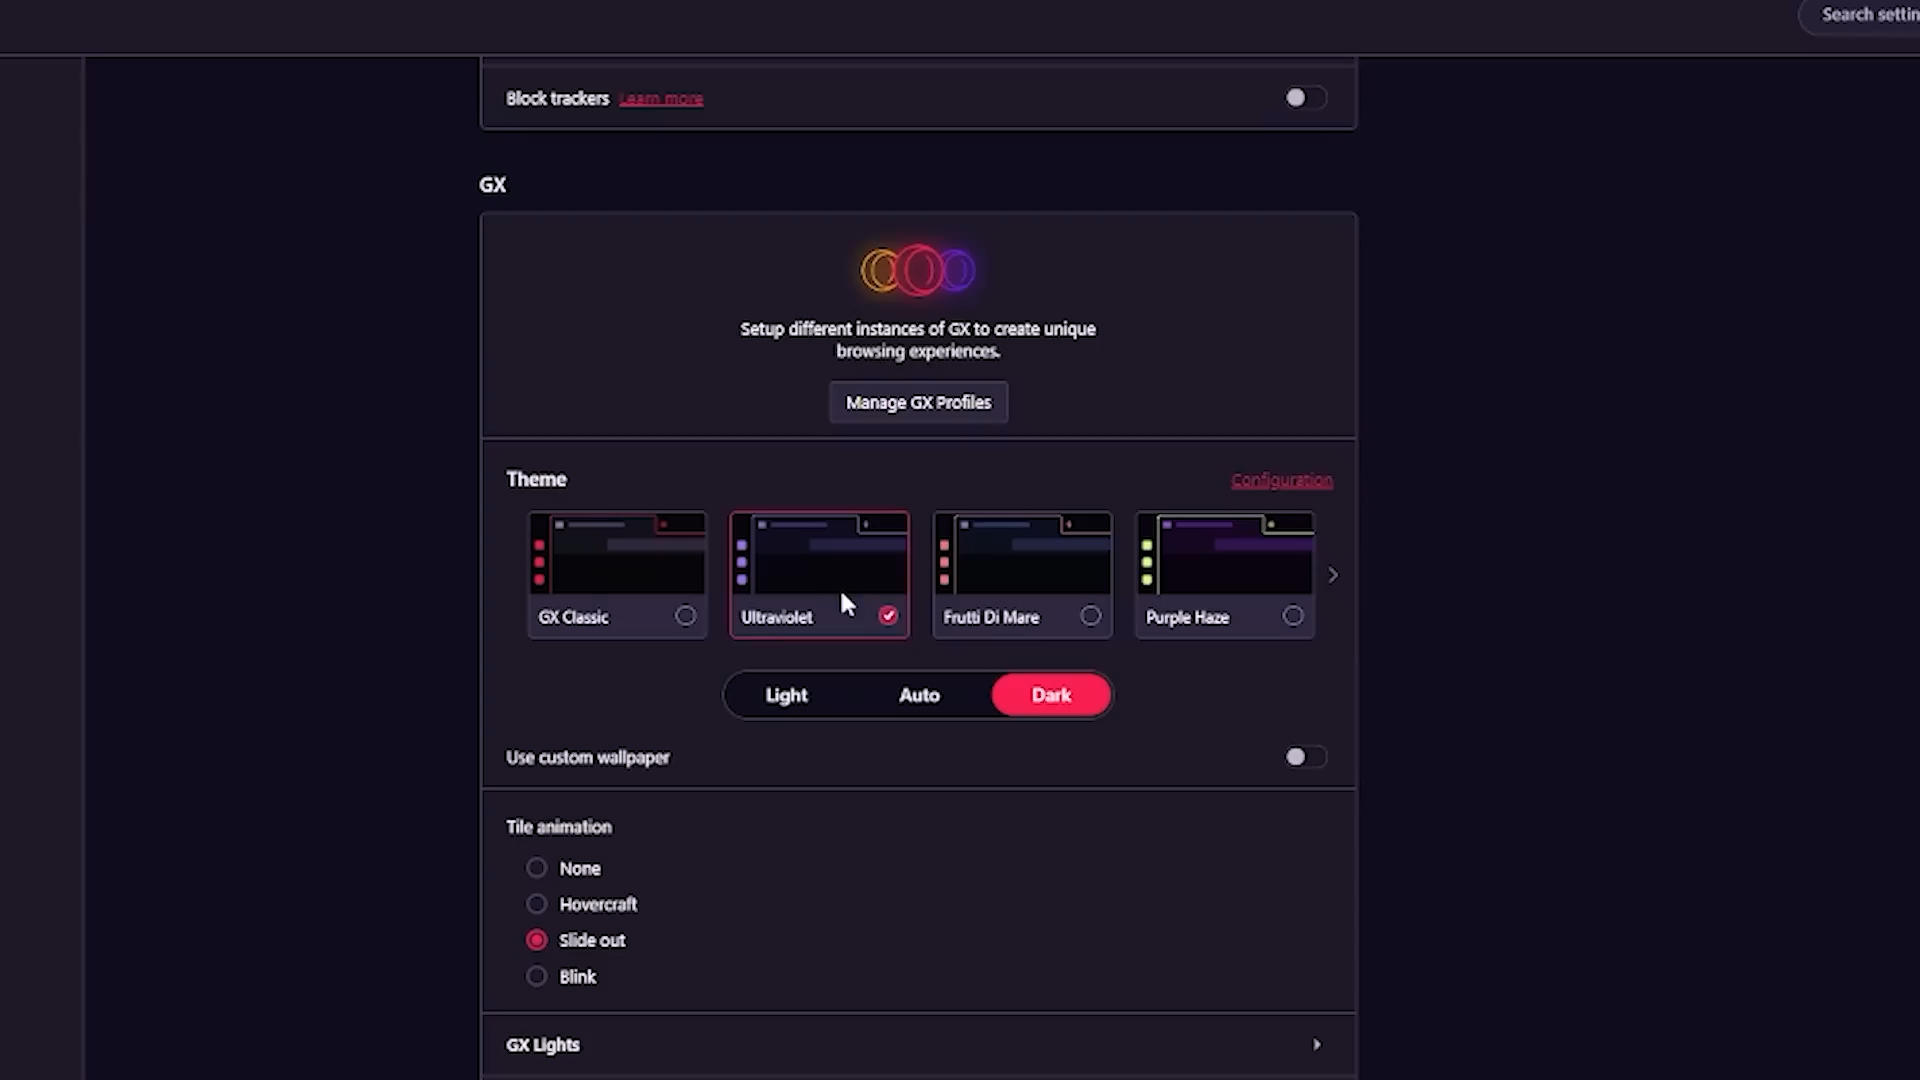 Search settin
Block trackers Learn more
GX
Setup different instances of GX to create unique
browsing experiences.
Manage GX Profiles
Theme
Configuration
GX Classic
Ultraviolet
Frutti Di Mare
Purple Haze
Light
Auto
Dark
Use custom wallpaper
Tile animation
None
Hovercraft
Slide out
Blink
GX Lights